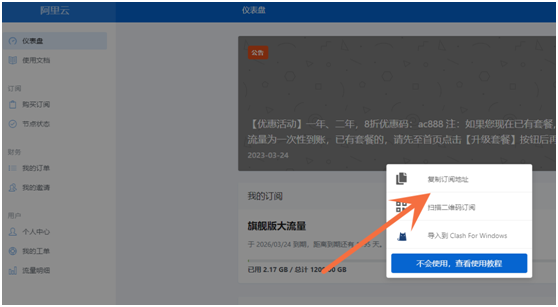 阿里云
仪表盘
仪表盘
使用文档
订阅
购买订阅
节点状态
财务
我的订单
我的邀请
用户
个人中心
我的工单
流量明细
公告
【优惠活动】一年、二年，8折优惠码：ac888 注：如果您现在已有套餐，
流量为一次性到账，已有套餐的，请先至首页点击【升级套餐】按钮后再
2023-03-24
我的订阅
旗舰版大流量
于 2026/03/24 到期，距离到期还有
已用 2.17 GB / 总计
GB
复制订阅地址
扫描二维码订阅
导入到 Clash For Windows
不会使用，查看使用教程